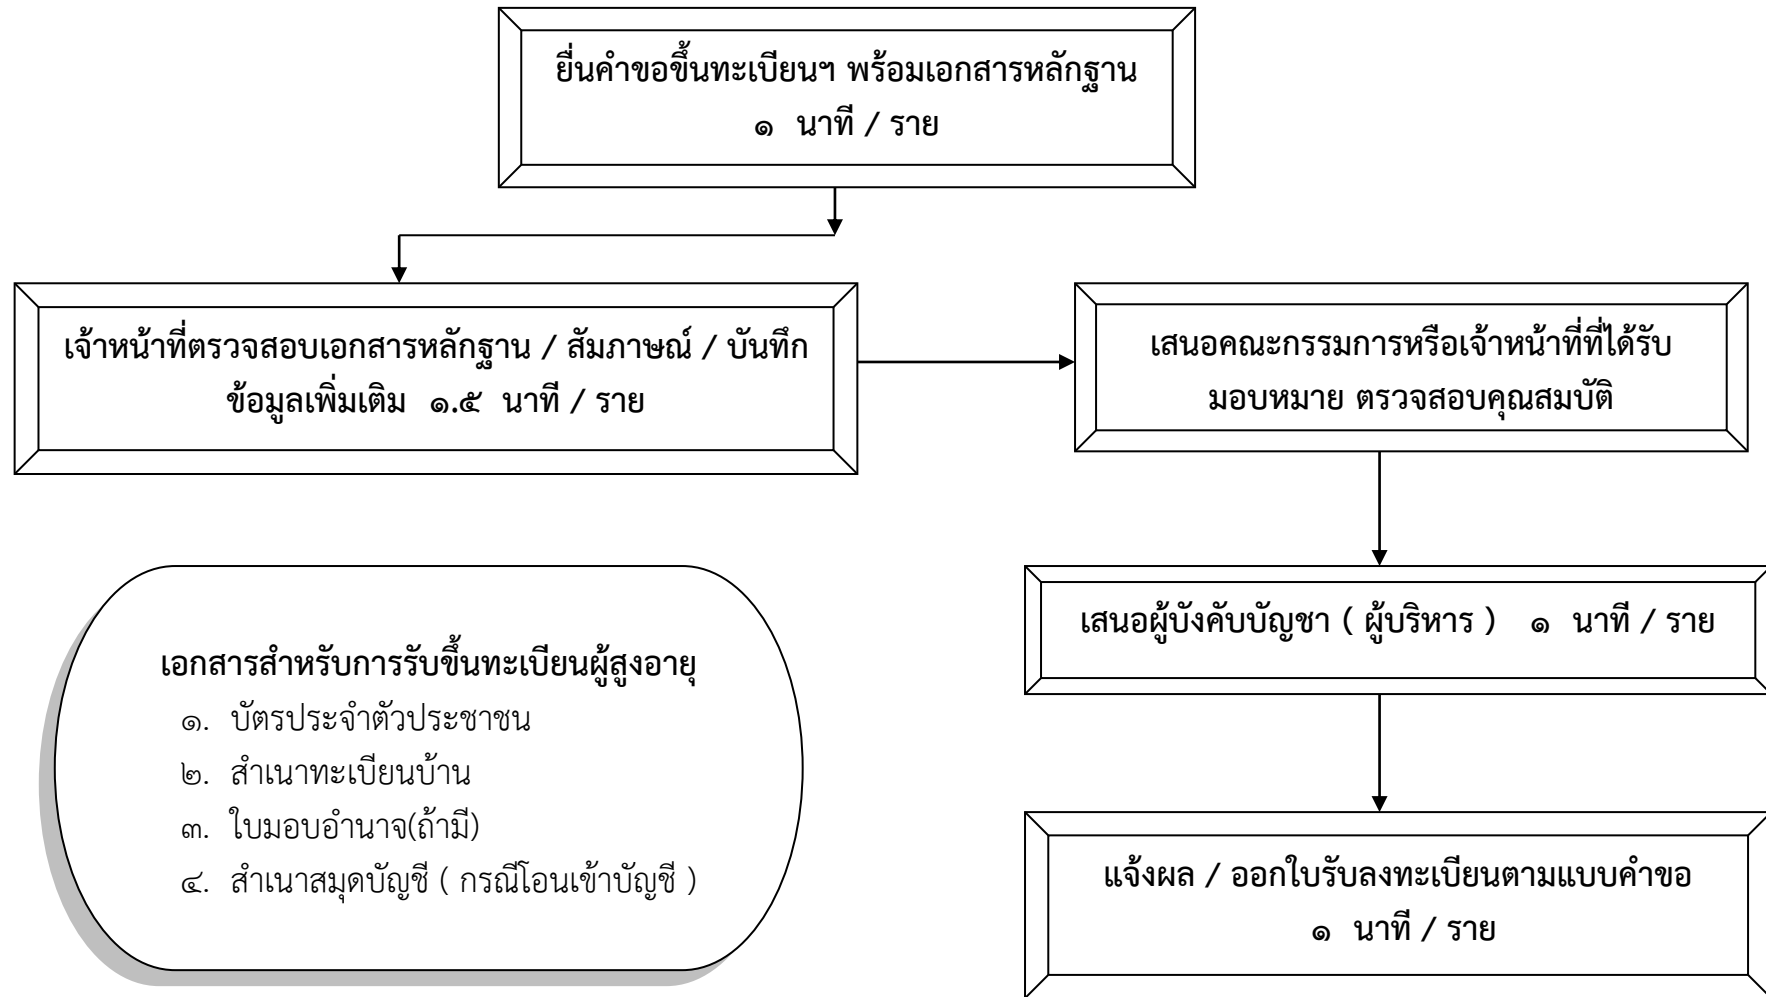 ยื่นคำขอขึ้นทะเบียนฯ พร้อมเอกสารหลักฐาน
๑ นาที / ราย
เจ้าหน้าที่ตรวจสอบเอกสารหลักฐาน / สัมภาษณ์ / บันทึก
ข้อมูลเพิ่มเติม ๑.๕ นาที / ราย
เสนอคณะกรรมการหรือเจ้าหน้าที่ที่ได้รับ
มอบหมาย ตรวจสอบคุณสมบัติ
เสนอผู้บังคับบัญชา ( ผู้บริหาร ) ๑ นาที / ราย
แจ้งผล / ออกใบรับลงทะเบียนตามแบบคำขอ
๑ นาที / ราย
เอกสารสำหรับการรับขึ้นทะเบียนผู้สูงอายุ
๑. บัตรประจำตัวประชาชน
๒. สำเนาทะเบียนบ้าน
๓. ใบมอบอำนาจ(ถ้ามี)
๔. สำเนาสมุดบัญชี ( กรณีโอนเข้าบัญชี )